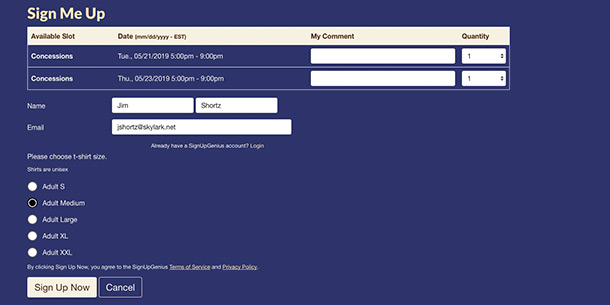 Sign Me Up
Available Slot Date (mm/dd/yyyy - EST) My Comment Quantity
Concessions Tue., 05/21/2019 5:00pm - 9:00pm 1
Concessions Thu., 05/23/2019 5:00pm - 9:00pm 1
Name Jim Shortz
Email jshortz@skylark.net
Already have a SignUpGenius account? Login
Please choose t-shirt size.
Shirts are unisex
Adult S
Adult Medium
Adult Large
Adult XL
Adult XXL
By clicking Sign Up Now, you agree to the SignUpGenius Terms of Service and Privacy Policy.
Sign Up Now Cancel